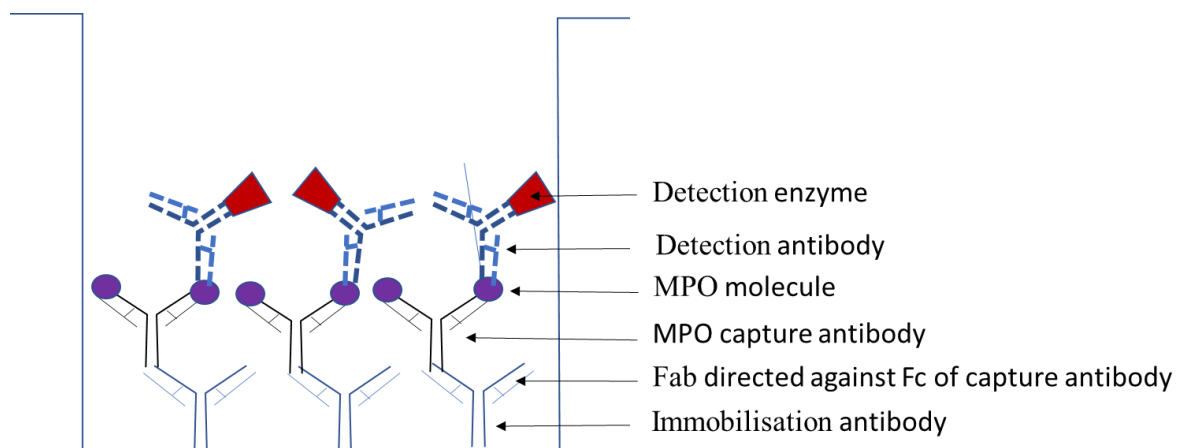 Detection enzyme
Detection antibody
MPO molecule
MPO capture antibody
Fab directed against Fc of capture antibody
Immobilisation antibody